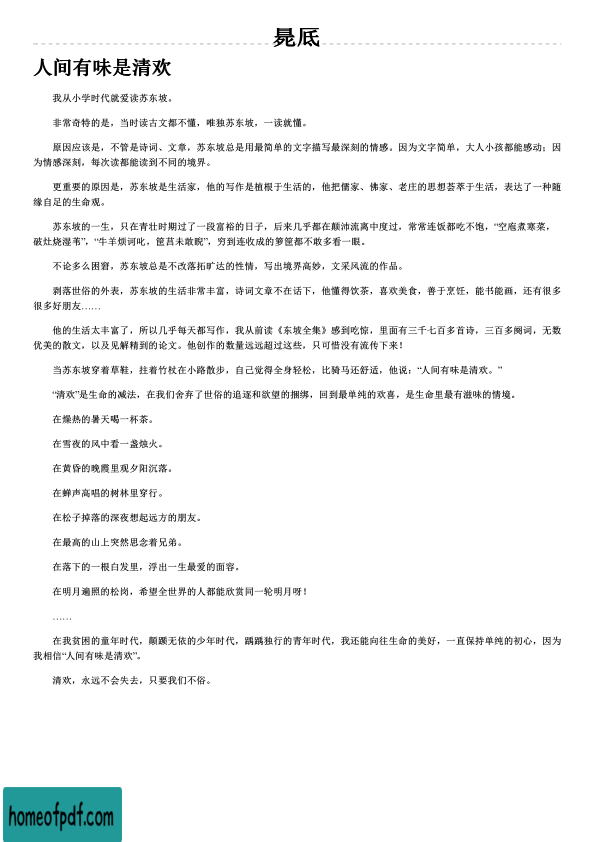 晁厎
人间有味是清欢
我从小学时代就爱读苏东坡。
非常奇特的是，当时读古文都不懂，唯独苏东坡，一读就懂。
原因应该是，不管是诗词、文章，苏东坡总是用最简单的文字描写最深刻的情感。因为文字简单，大人小孩都能感动；因
为情感深刻，每次读都能读到不同的境界。
更重要的原因是，苏东坡是生活家，他的写作是植根于生活的，他把儒家、佛家、老庄的思想荟萃于生活，表达了一种随
缘自足的生命观。
苏东坡的一生，只在青壮时期过了一段富裕的日子，后来几乎都在颠沛流离中度过，常常连饭都吃不饱，“空庖煮寒菜，
破灶烧湿苇”，“牛羊烦诃叱，筐莒未敢睨”，穷到连收成的箩筐都不敢多看一眼。
不论多么困窘，苏东坡总是不改落拓旷达的性情，写出境界高妙，文采风流的作品。
剥落世俗的外表，苏东坡的生活非常丰富，诗词文章不在话下，他懂得饮茶，喜欢美食，善于烹饪，能书能画，还有很多
很多好朋友……
他的生活太丰富了，所以几乎每天都写作，我从前读《东坡全集》感到吃惊，里面有三千七百多首诗，三百多阕词，无数
优美的散文，以及见解精到的论文。他创作的数量远远超过这些，只可惜没有流传下来！
当苏东坡穿着草鞋，拄着竹杖在小路散步，自己觉得全身轻松，比骑马还舒适，他说：“人间有味是清欢。”
“清欢”是生命的减法，在我们舍弃了世俗的追逐和欲望的捆绑，回到最单纯的欢喜，是生命里最有滋味的情境。
在燥热的暑天喝一杯茶。
在雪夜的风中看一盏烛火。
在黄昏的晚霞里观夕阳沉落。
在蝉声高唱的树林里穿行。
在松子掉落的深夜想起远方的朋友。
在最高的山上突然思念着兄弟。
在落下的一根白发里，浮出一生最爱的面容。
在明月遍照的松岗，希望全世界的人都能欣赏同一轮明月呀！
……
在我贫困的童年时代，颠踬无依的少年时代，踽踽独行的青年时代，我还能向往生命的美好，一直保持单纯的初心，因为
我相信“人间有味是清欢”。
清欢，永远不会失去，只要我们不俗。
homeofpdf.com